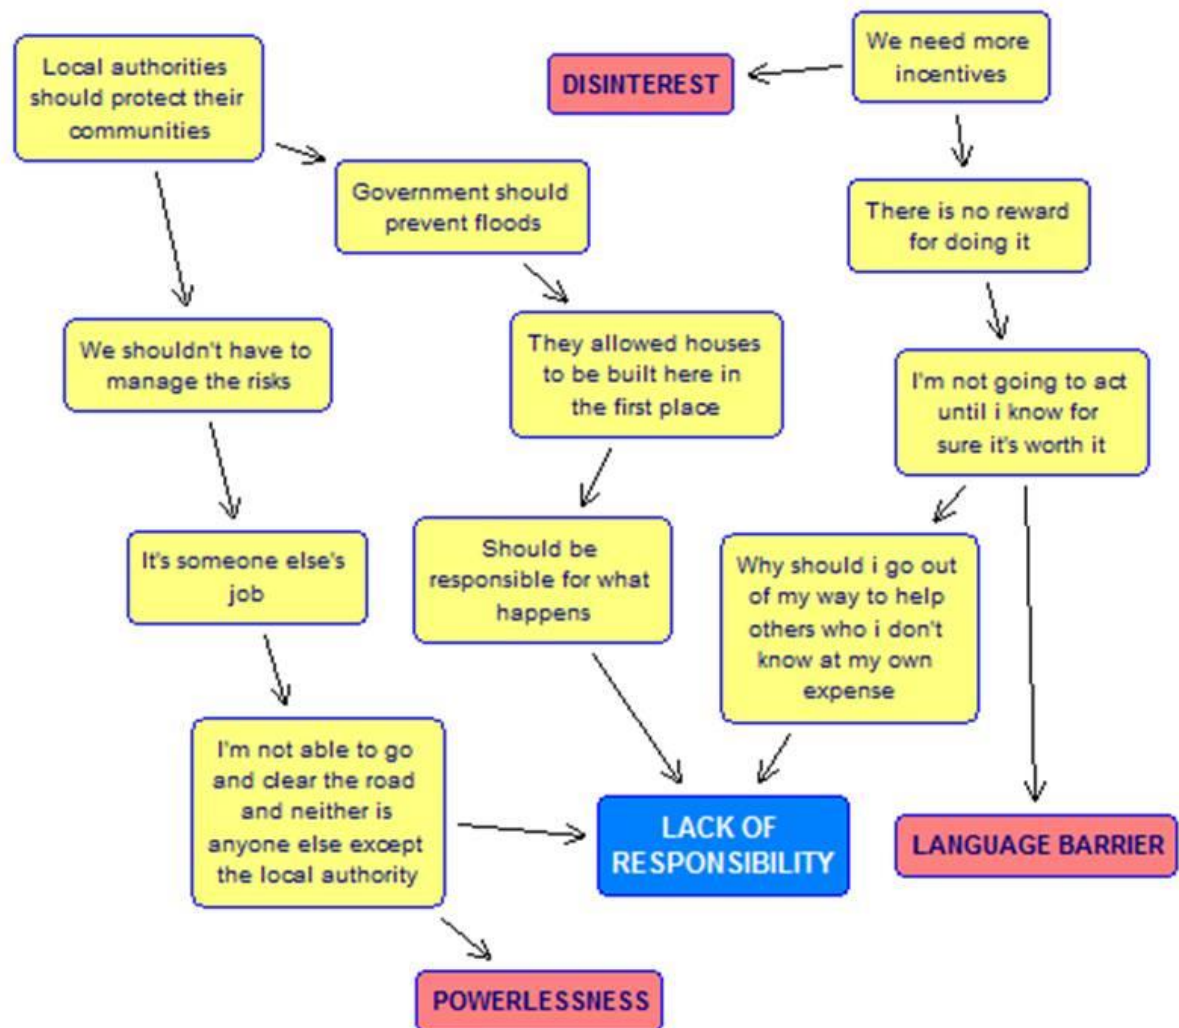 Local authorities
should protect their
communities
DISINTEREST
We need more
incentives
Government should
prevent floods
There is no reward
for doing it
We shouldn't have to
manage the risks
They allowed houses
to be built here in
the first place
I'm not going to act
until i know for
sure it's worth it
It's someone else's
job
Should be
responsible for what
happens
Why should i go out
of my way to help
others who i don't
know at my own
expense
I'm not able to go
and clear the road
and neither is
anyone else except
the local authority
LACK OF
RESPONSIBILITY
LANGUAGE BARRIER
POWERLESSNESS